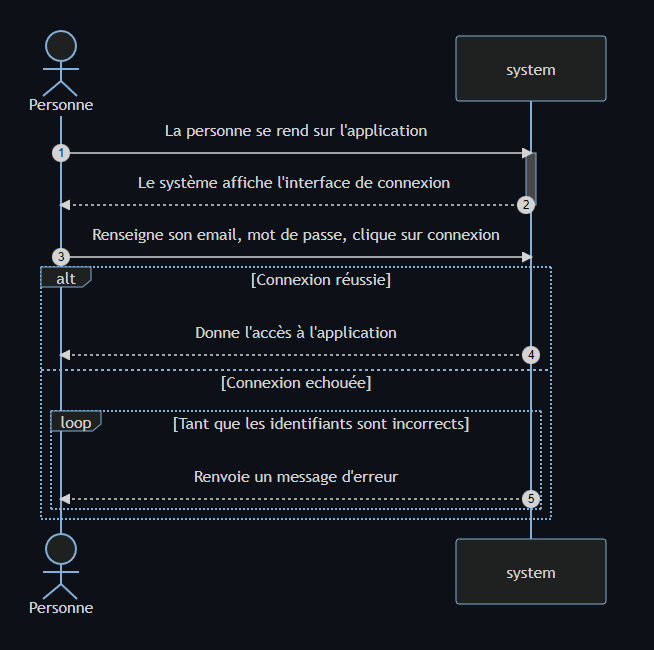 Personne
system
La personne se rend sur l'application
1
Le système affiche l'interface de connexion
2
Renseigne son email, mot de passe, clique sur connexion
3
alt
[Connexion réussie]
Donne l'accès à l'application
4
[Connexion echouée]
loop
[Tant que les identifiants sont incorrects]
Renvoie un message d'erreur
5
Personne
system